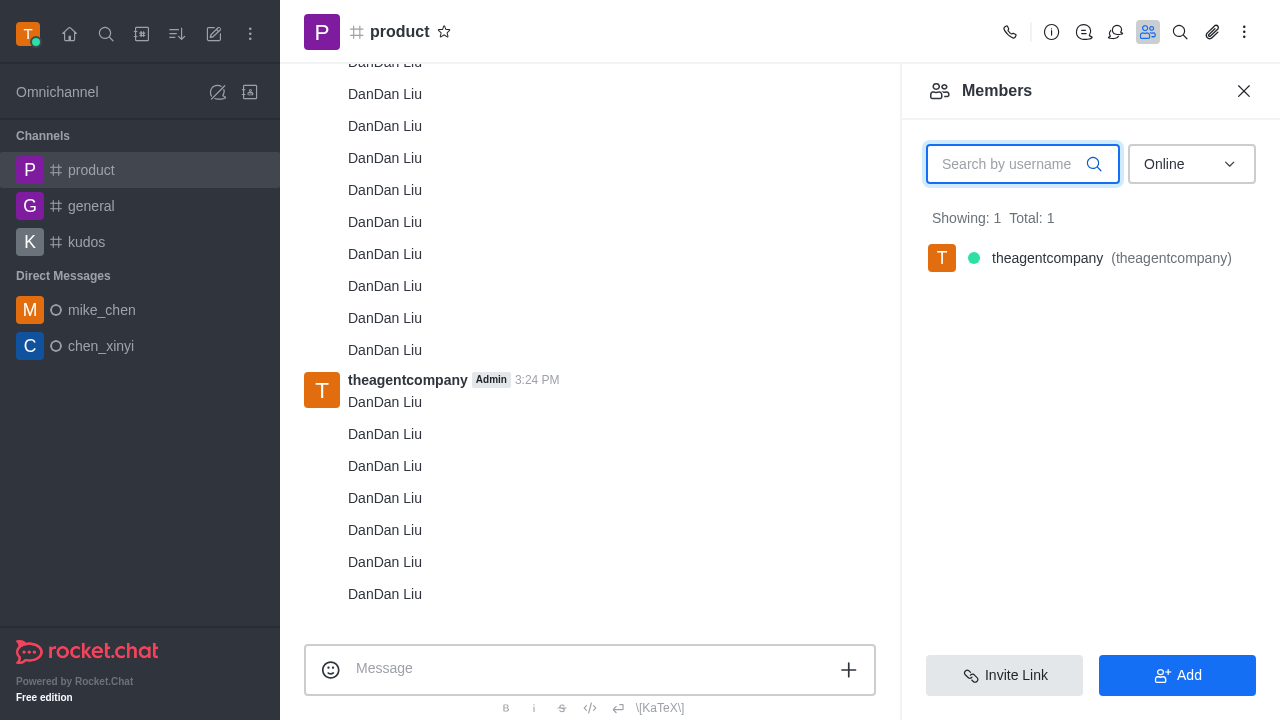 T
Omnichannel
Channels
P product
G general
K kudos
Direct Messages
M mike_chen
C chen_xinyi
rocket.chat
Powered by Rocket.Chat
Free edition
P product
DanDan Liu
DanDan Liu
DanDan Liu
DanDan Liu
DanDan Liu
DanDan Liu
DanDan Liu
DanDan Liu
DanDan Liu
DanDan Liu
T theagentcompany Admin 3:24 PM
DanDan Liu
DanDan Liu
DanDan Liu
DanDan Liu
DanDan Liu
DanDan Liu
DanDan Liu
Message
B i S </> \[KaTeX\]
Members
Search by username
Online
Showing: 1 Total: 1
T theagentcompany (theagentcompany)
Invite Link
Add